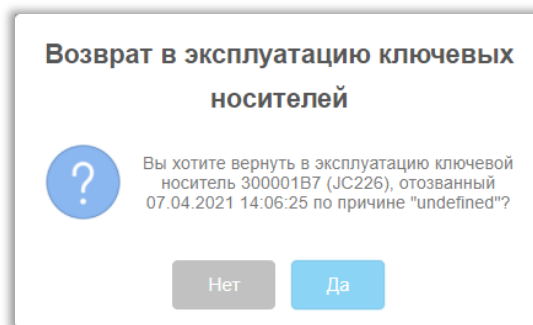 Возврат в эксплуатацию ключевых
носителей
?
Вы хотите вернуть в эксплуатацию ключевой
носитель 300001B7 (JC226), отозванный
07.04.2021 14:06:25 по причине "undefined"?
Нет Да